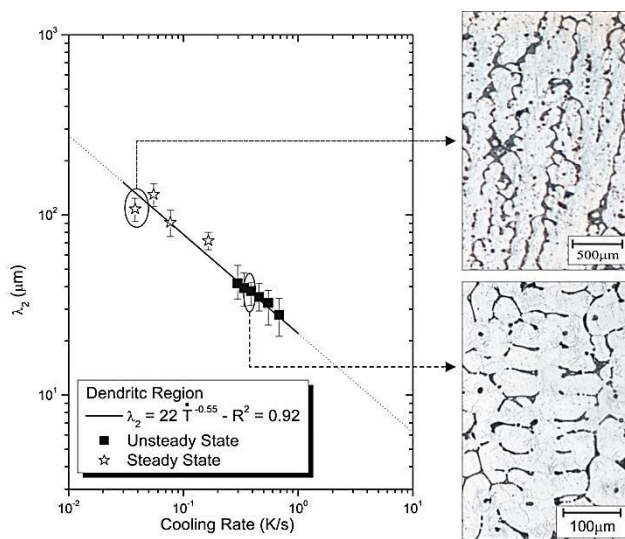 10³
10²
10¹
λ₂ (μm)
10⁻²
10⁻¹
10⁰
10¹
Cooling Rate (K/s)
Dendritc Region
λ₂ = 22 Ṫ⁻⁰·⁵⁵ - R² = 0.92
Unsteady State
Steady State
500μm
100μm